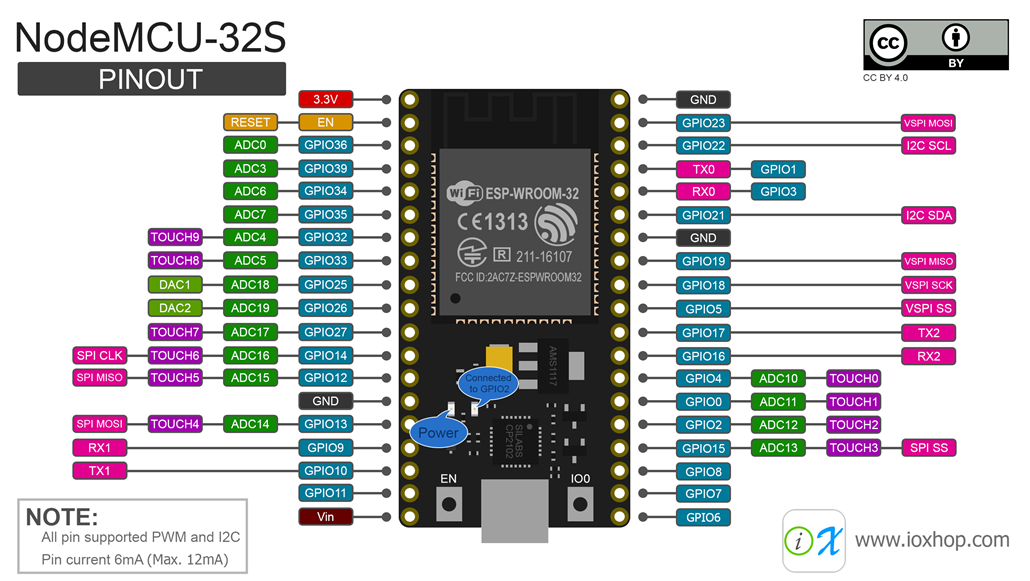 NodeMCU-32S
PINOUT
cc
BY
CC BY 4.0
3.3V
RESET EN
ADC0 GPIO36
ADC3 GPIO39
ADC6 GPIO34
ADC7 GPIO35
TOUCH9 ADC4 GPIO32
TOUCH8 ADC5 GPIO33
DAC1 ADC18 GPIO25
DAC2 ADC19 GPIO26
TOUCH7 ADC17 GPIO27
SPI CLK TOUCH6 ADC16 GPIO14
SPI MISO TOUCH5 ADC15 GPIO12
GND
SPI MOSI TOUCH4 ADC14 GPIO13
RX1 GPIO9
TX1 GPIO10
GPIO11
Vin
WiFi ESP-WROOM-32
CE1313
R 211-16107
FCC ID:2AC7Z-ESPWROOM32
AMS1117
Connected
to GPIO2
Power
SILABS
CP2102
EN
IO0
GND
GPIO23 VSPI MOSI
GPIO22 I2C SCL
TX0 GPIO1
RX0 GPIO3
GPIO21 I2C SDA
GND
GPIO19 VSPI MISO
GPIO18 VSPI SCK
GPIO5 VSPI SS
GPIO17 TX2
GPIO16 RX2
GPIO4 ADC10 TOUCH0
GPIO0 ADC11 TOUCH1
GPIO2 ADC12 TOUCH2
GPIO15 ADC13 TOUCH3 SPI SS
GPIO8
GPIO7
GPIO6
NOTE:
All pin supported PWM and I2C
Pin current 6mA (Max. 12mA)
iX www.ioxhop.com